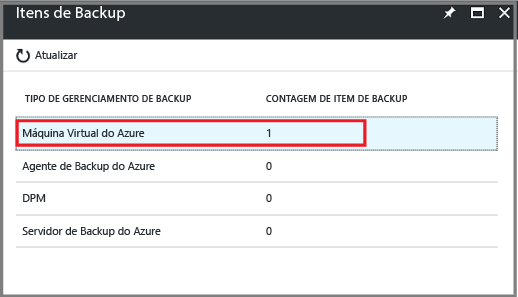 Itens de Backup
Atualizar
TIPO DE GERENCIAMENTO DE BACKUP CONTAGEM DE ITEM DE BACKUP
Máquina Virtual do Azure 1
Agente de Backup do Azure 0
DPM 0
Servidor de Backup do Azure 0